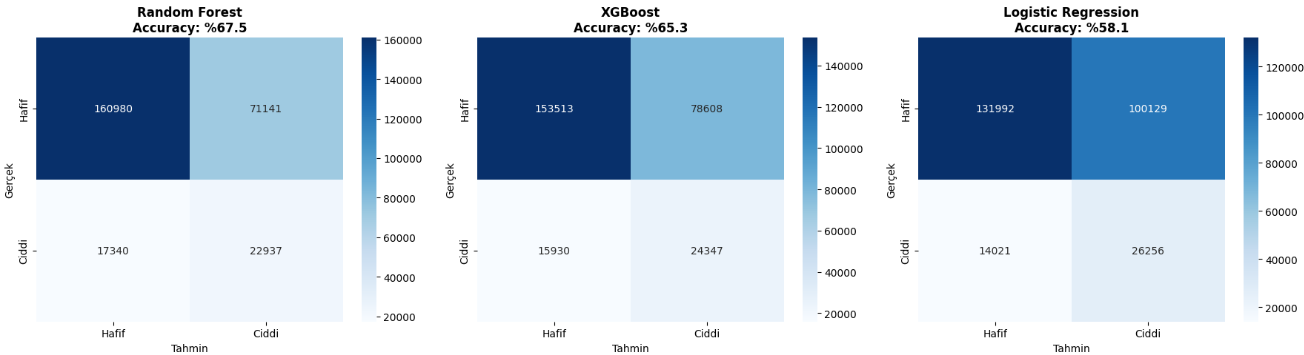 Random Forest
Accuracy: %67.5
Gerçek
Hafif
160980
71141
Ciddi
17340
22937
Hafif
Ciddi
Tahmin
160000
140000
120000
100000
80000
60000
40000
20000
XGBoost
Accuracy: %65.3
Gerçek
Hafif
153513
78608
Ciddi
15930
24347
Hafif
Ciddi
Tahmin
140000
120000
100000
80000
60000
40000
20000
Logistic Regression
Accuracy: %58.1
Gerçek
Hafif
131992
100129
Ciddi
14021
26256
Hafif
Ciddi
Tahmin
120000
100000
80000
60000
40000
20000